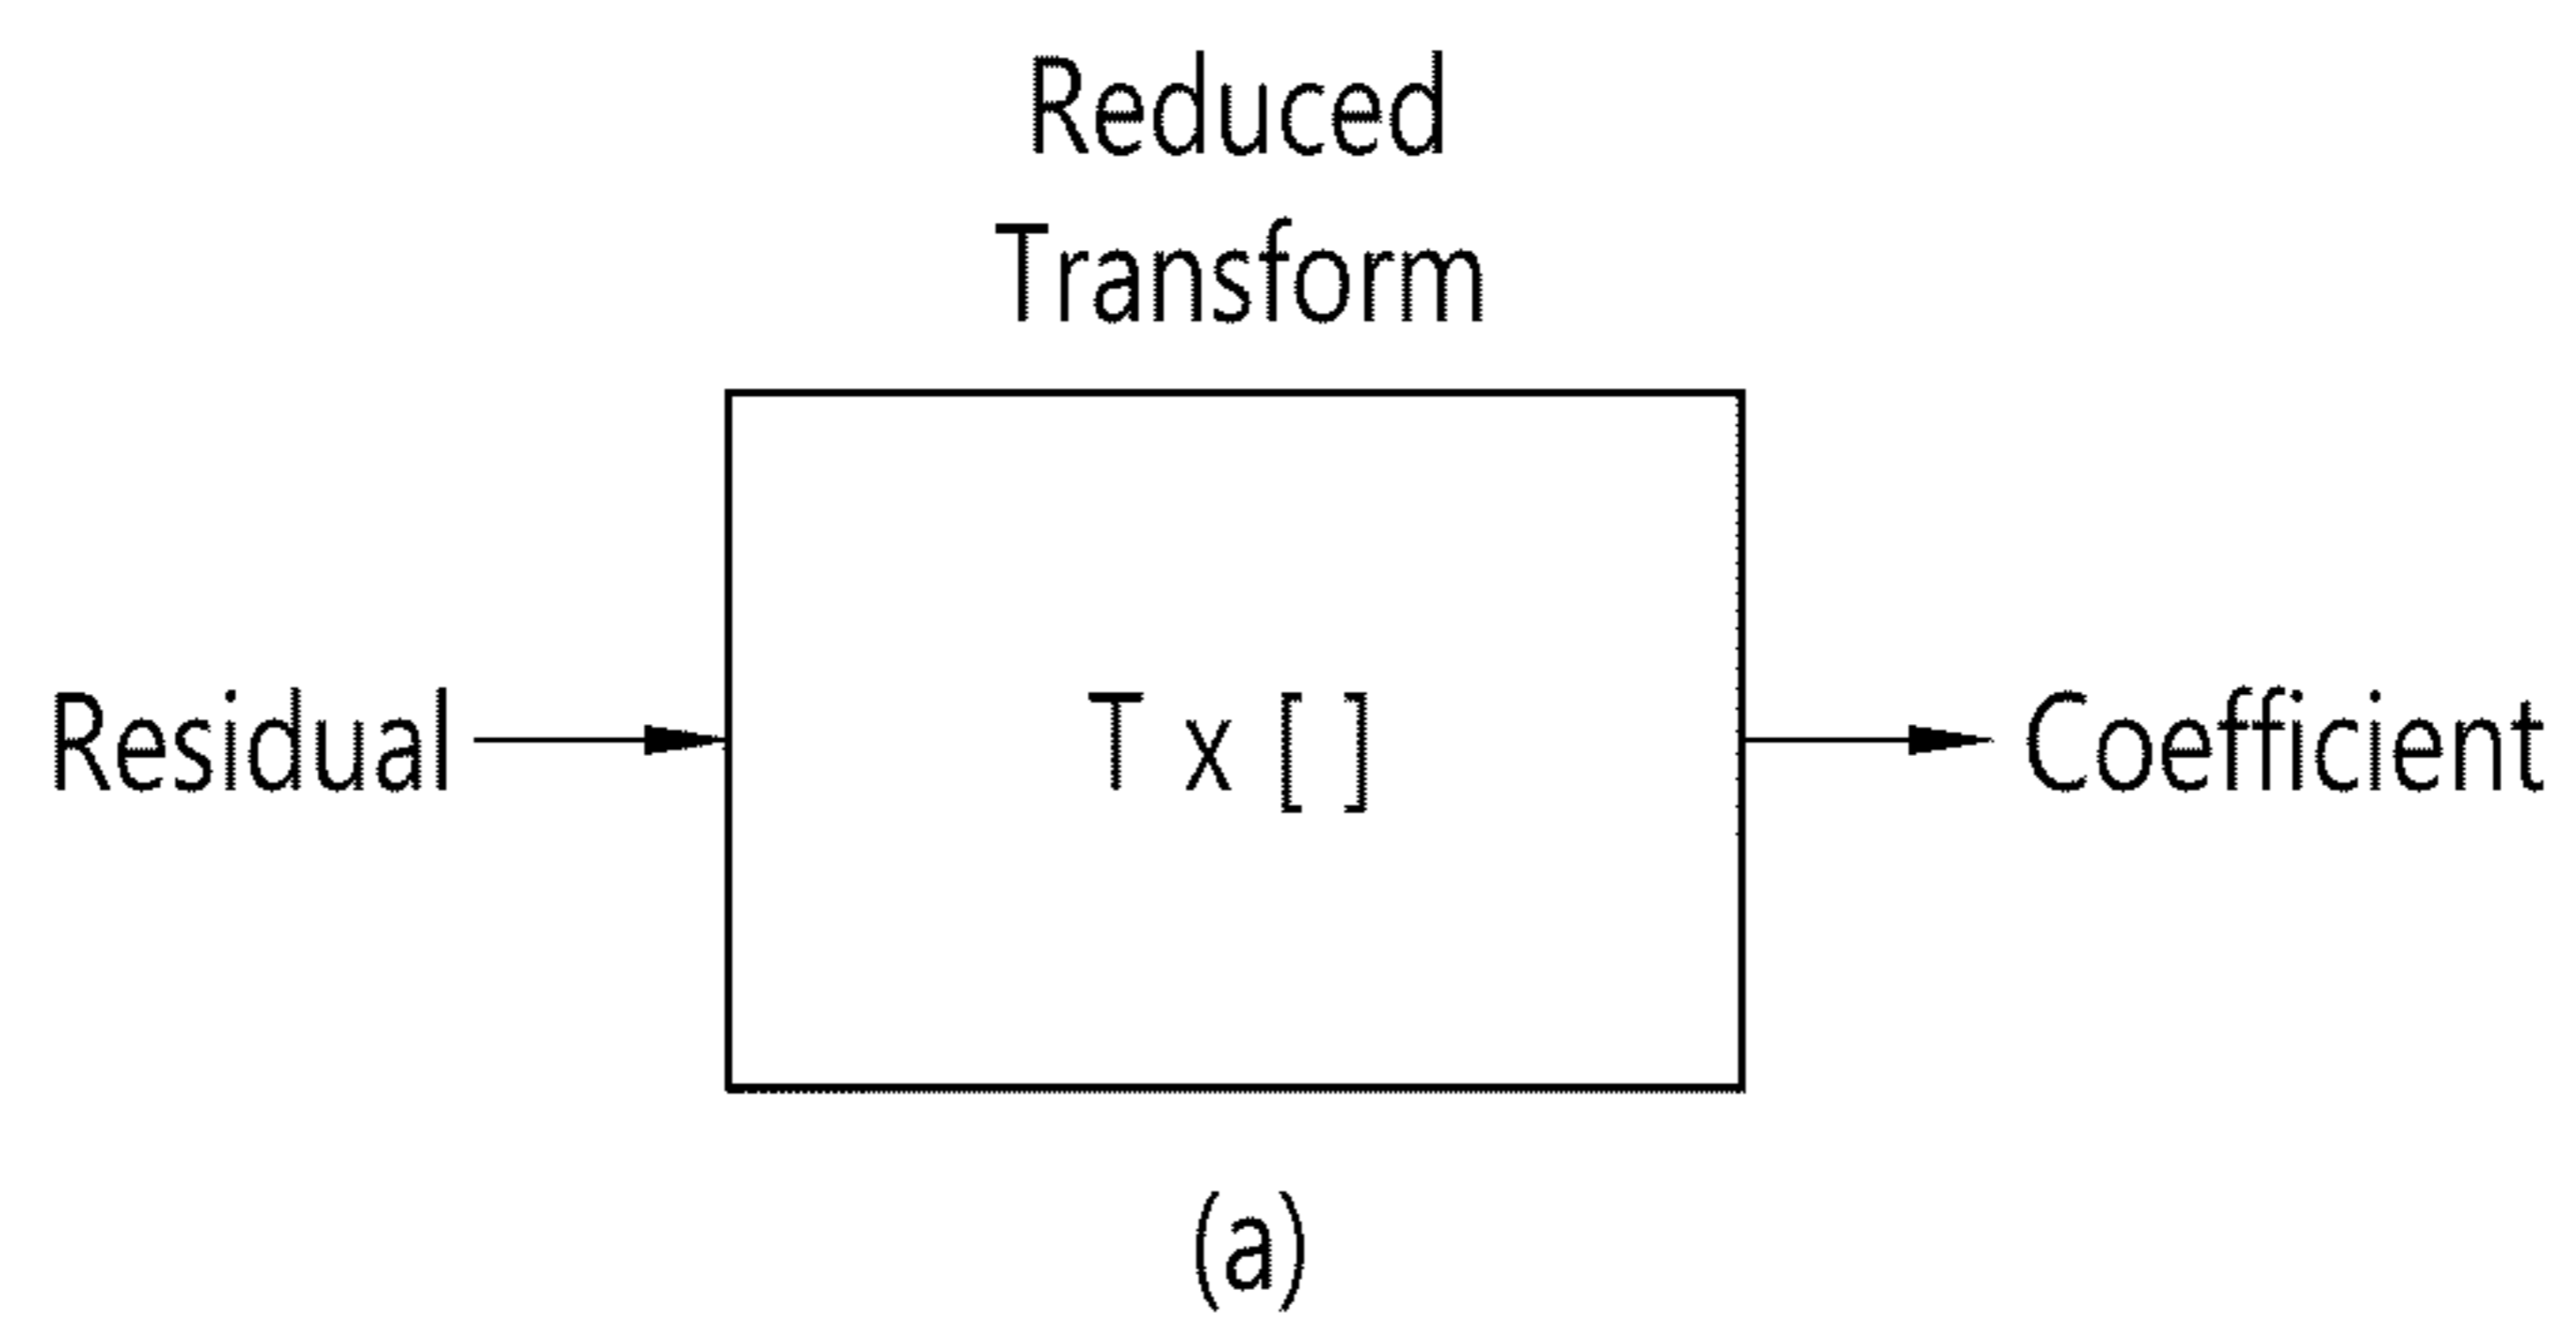 Reduced
Transform
Residual
T x [ ]
Coefficient
(a)